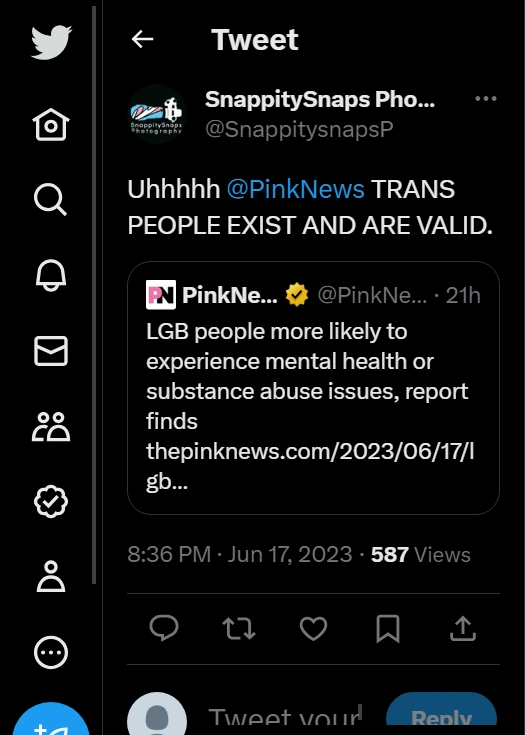 Tweet
SnappitySnaps Pho...
@SnappitysnapsP
Uhhhhh @PinkNews TRANS
PEOPLE EXIST AND ARE VALID.
PN PinkNe... @PinkNe... · 21h
LGB people more likely to
experience mental health or
substance abuse issues, report
finds
thepinknews.com/2023/06/17/l
gb...
8:36 PM · Jun 17, 2023 · 587 Views
Tweet your
Reply